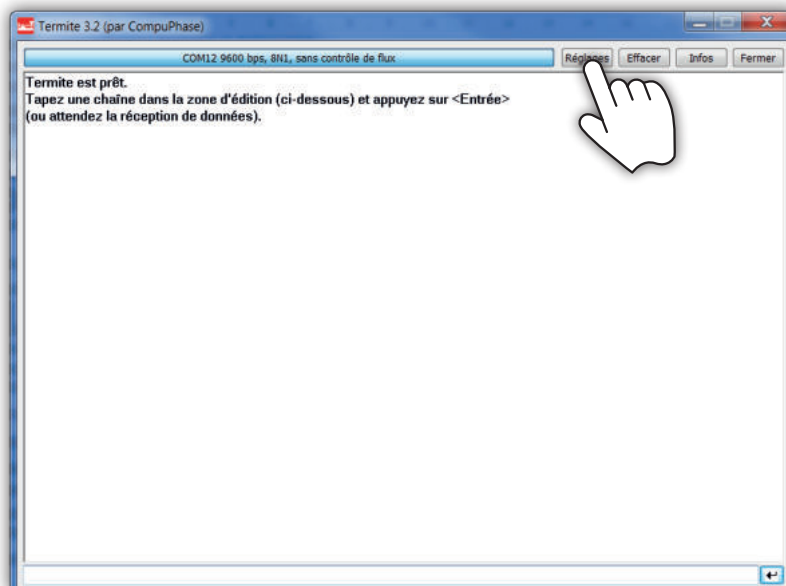 Termite 3.2 (par CompuPhase)
COM12 9600 bps, 8N1, sans contrôle de flux
Réglages
Effacer
Infos
Fermer
Termite est prêt.
Tapez une chaîne dans la zone d'édition (ci-dessous) et appuyez sur <Entrée>
(ou attendez la réception de données).